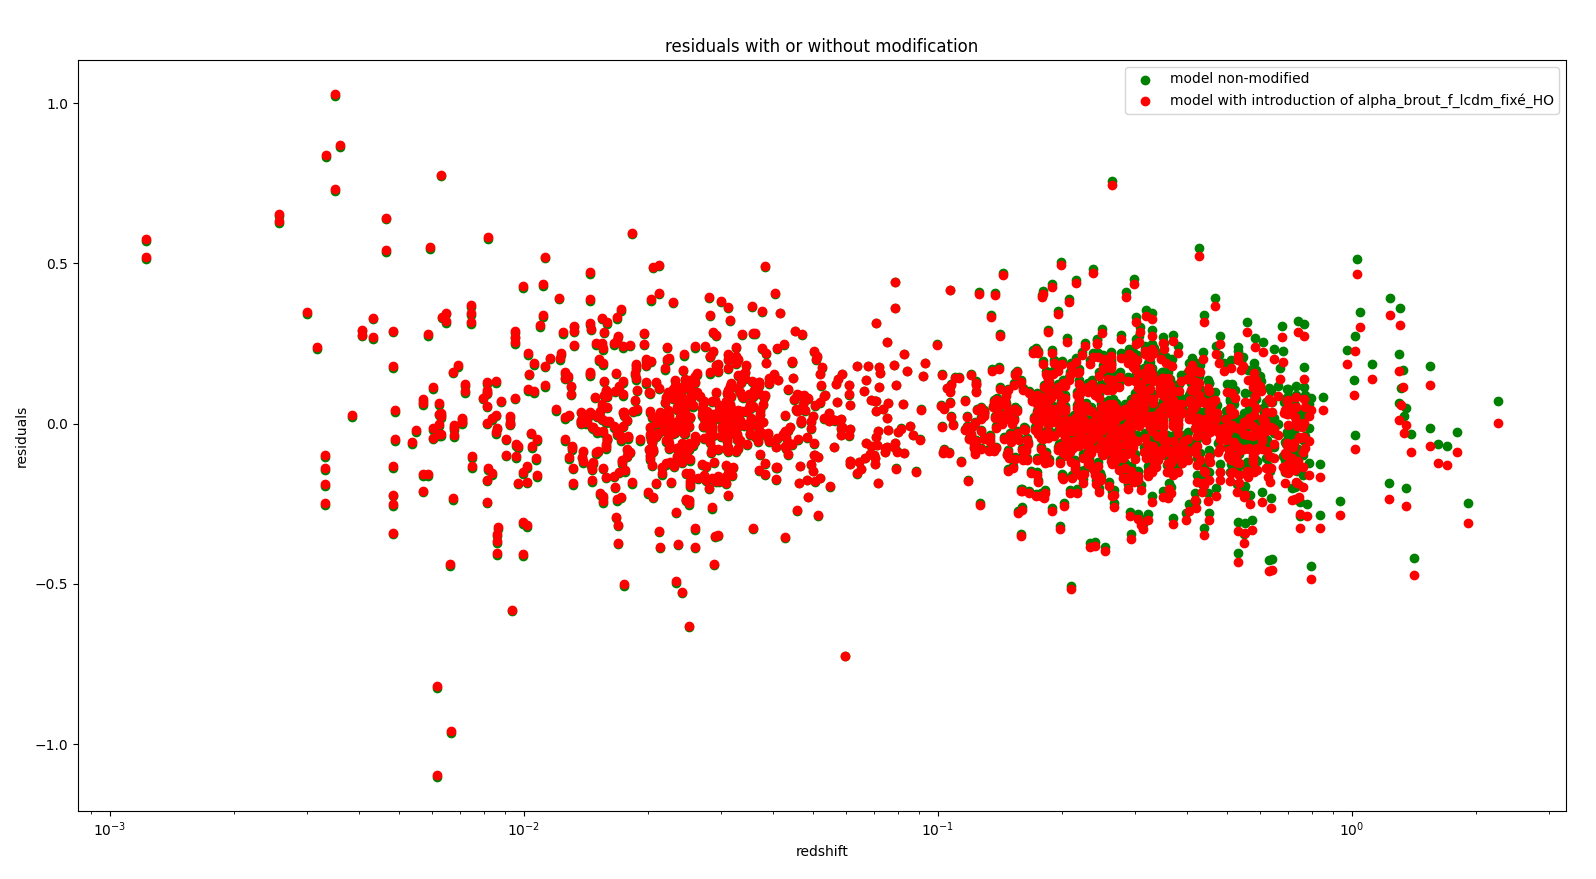 residuals with or without modification
model non-modified
model with introduction of alpha_brout_f_lcdm_fixé_HO
1.0
0.5
0.0
−0.5
−1.0
residuals
10⁻³
10⁻²
10⁻¹
10⁰
redshift